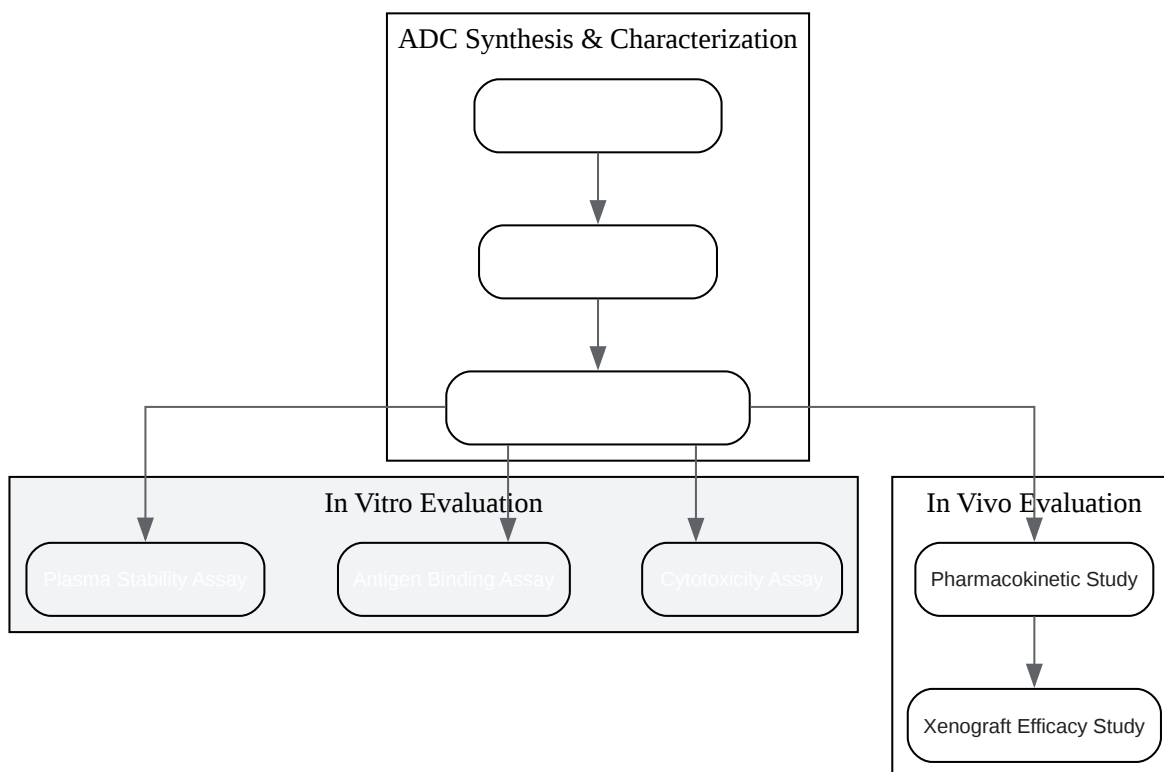 ADC Synthesis & Characterization
In Vitro Evaluation
Plasma Stability Assay
Antigen Binding Assay
Cytotoxicity Assay
In Vivo Evaluation
Pharmacokinetic Study
Xenograft Efficacy Study